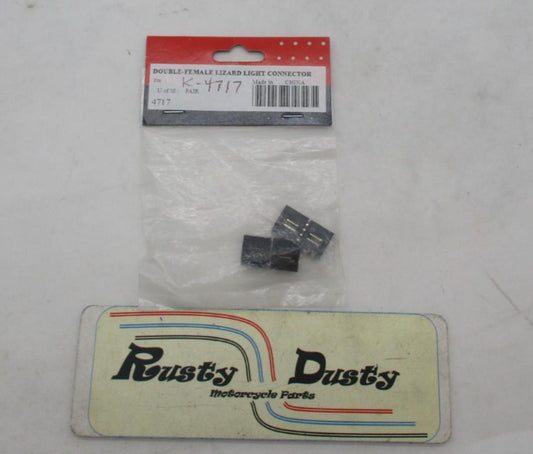 DOUBLE-FEMALE LIZARD LIGHT CONNECTOR
K-4717 Made in CHINA
U of M: PAIR
4717
Rusty Dusty
Motorcycle Parts